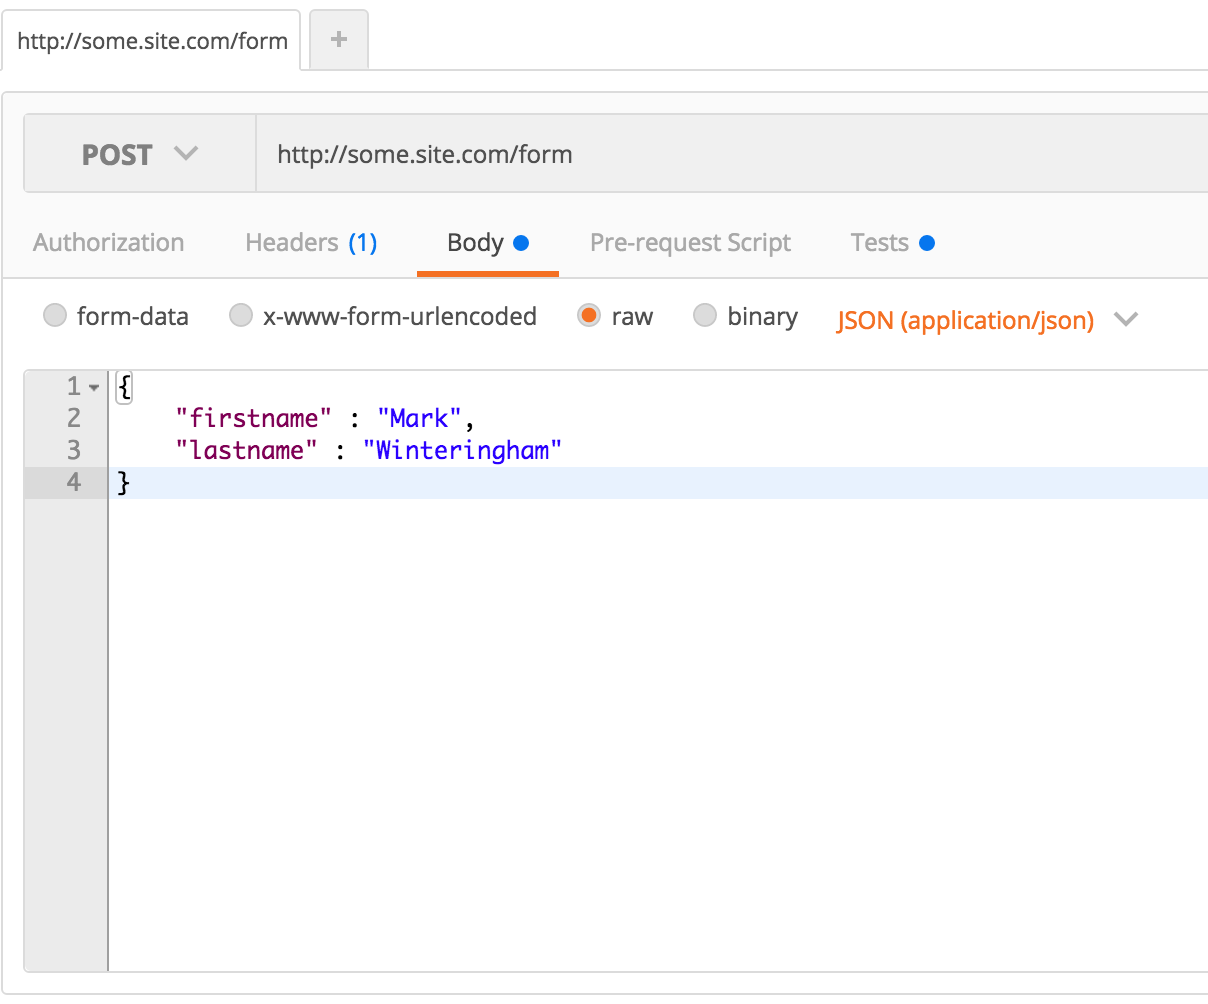 http://some.site.com/form +
POST http://some.site.com/form
Authorization Headers (1) Body Pre-request Script Tests
form-data x-www-form-urlencoded raw binary JSON (application/json)
1 {
2 "firstname" : "Mark",
3 "lastname" : "Winteringham"
4 }